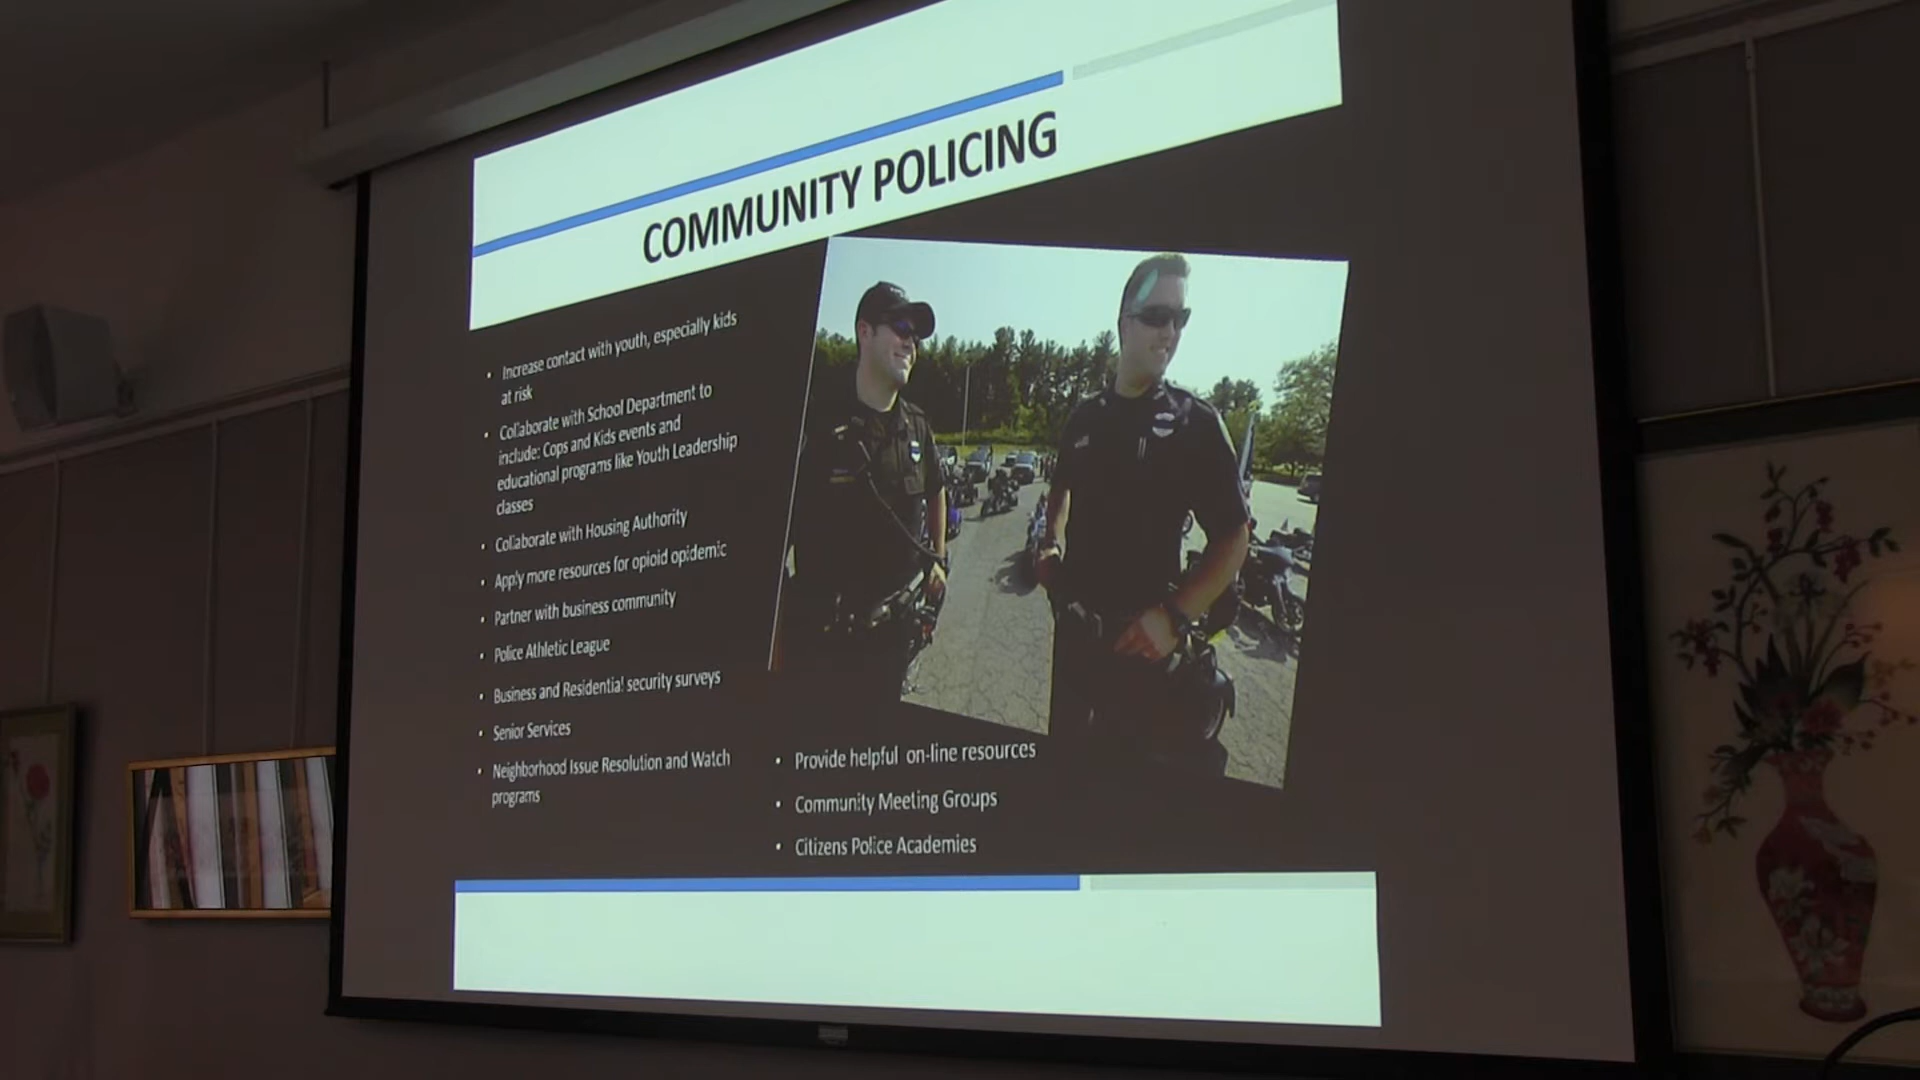 COMMUNITY POLICING
• Increase contact with youth, especially kids
at risk
• Collaborate with School Department to
include: Cops and Kids events and
educational programs like Youth Leadership
classes
• Collaborate with Housing Authority
• Apply more resources for opioid opidemic
• Partner with business community
• Police Athletic League
• Business and Residential security surveys
• Senior Services
• Neighborhood Issue Resolution and Watch
programs
• Provide helpful on-line resources
• Community Meeting Groups
• Citizens Police Academies